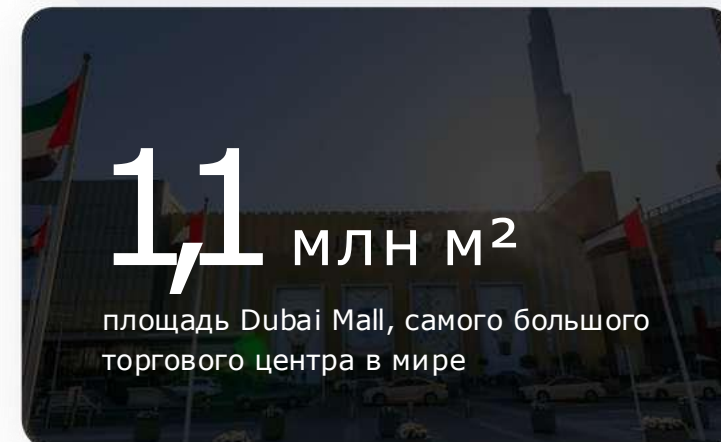 1,1 млн м²
площадь Dubai Mall, самого большого
торгового центра в мире